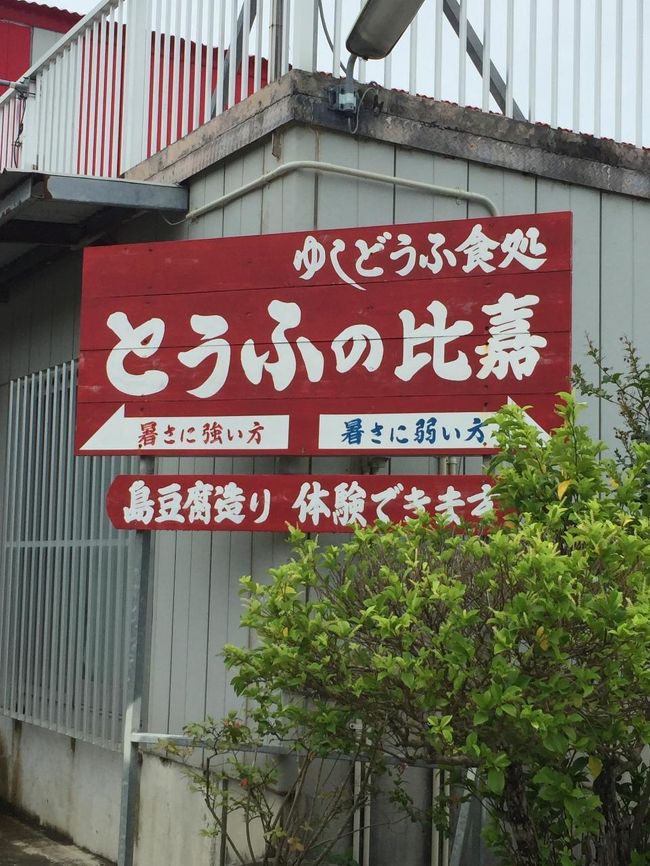 ゆしどうふ食処
とうふの比嘉
暑さに強い方 暑さに弱い方
島豆腐造り 体験できます